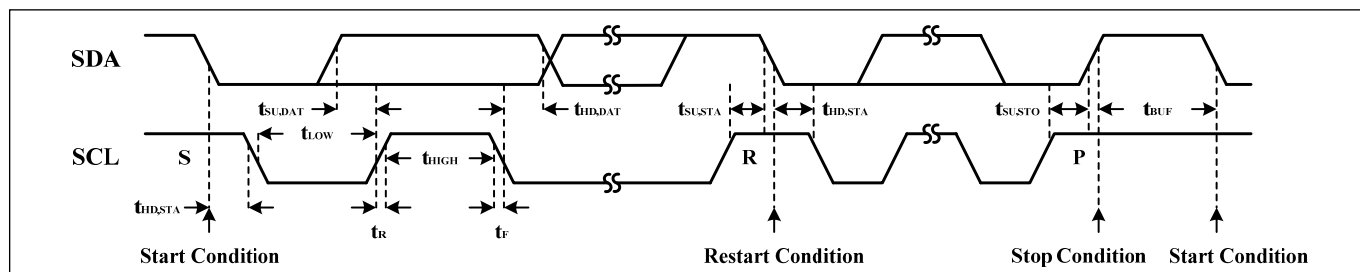 SDA
tSU,DAT
tHD,DAT
tSU,STA
tHD,STA
tSU,STO
tBUF
tLOW
SCL
S
tHIGH
R
P
tHD,STA
tR
tF
Start Condition
Restart Condition
Stop Condition
Start Condition